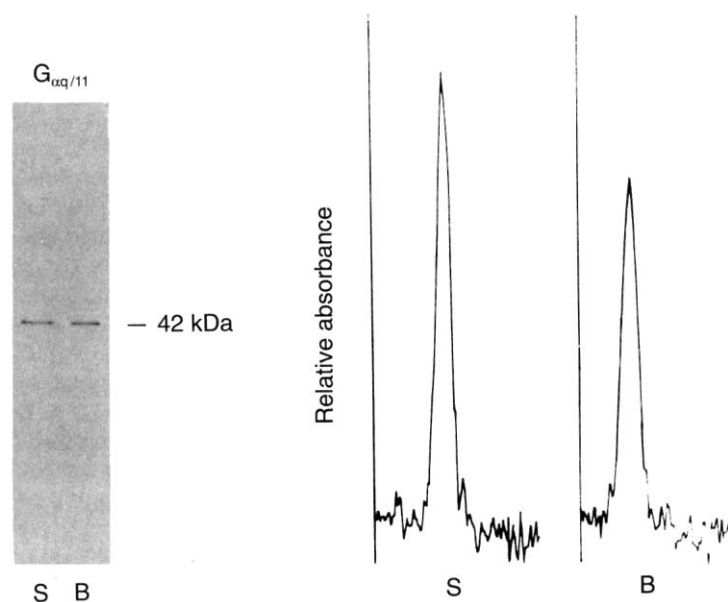 Gαq/11
— 42 kDa
S B
Relative absorbance
S
B